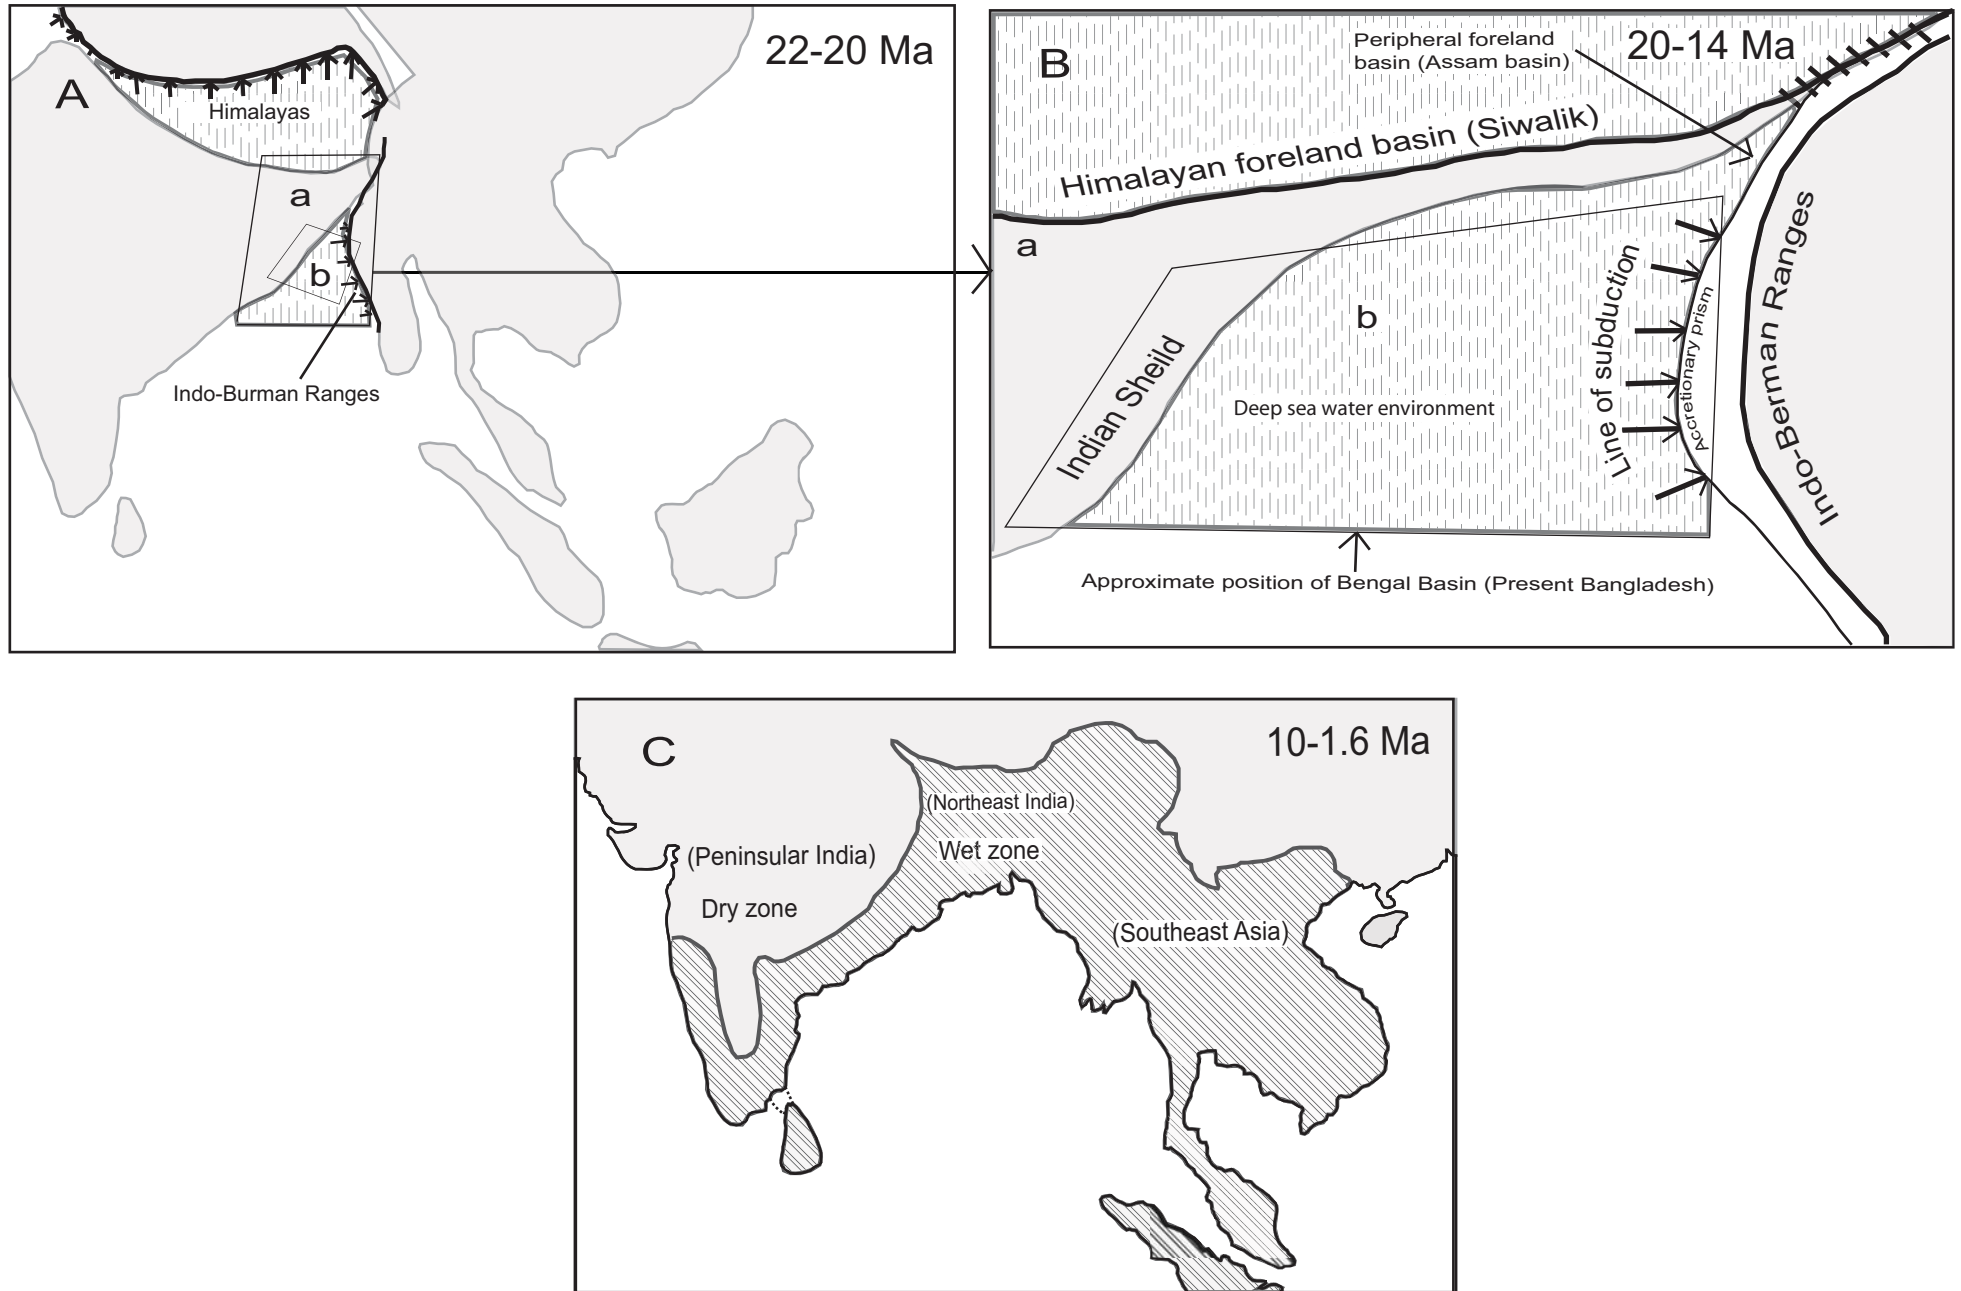 A
22-20 Ma
Himalayas
a
b
Indo-Burman Ranges
B
Peripheral foreland
basin (Assam basin)
20-14 Ma
Himalayan foreland basin (Siwalik)
a
b
Indian Sheild
Deep sea water environment
Line of subduction
Accretionary prism
Indo-Berman Ranges
Approximate position of Bengal Basin (Present Bangladesh)
C
10-1.6 Ma
(Northeast India)
Wet zone
(Peninsular India)
Dry zone
(Southeast Asia)